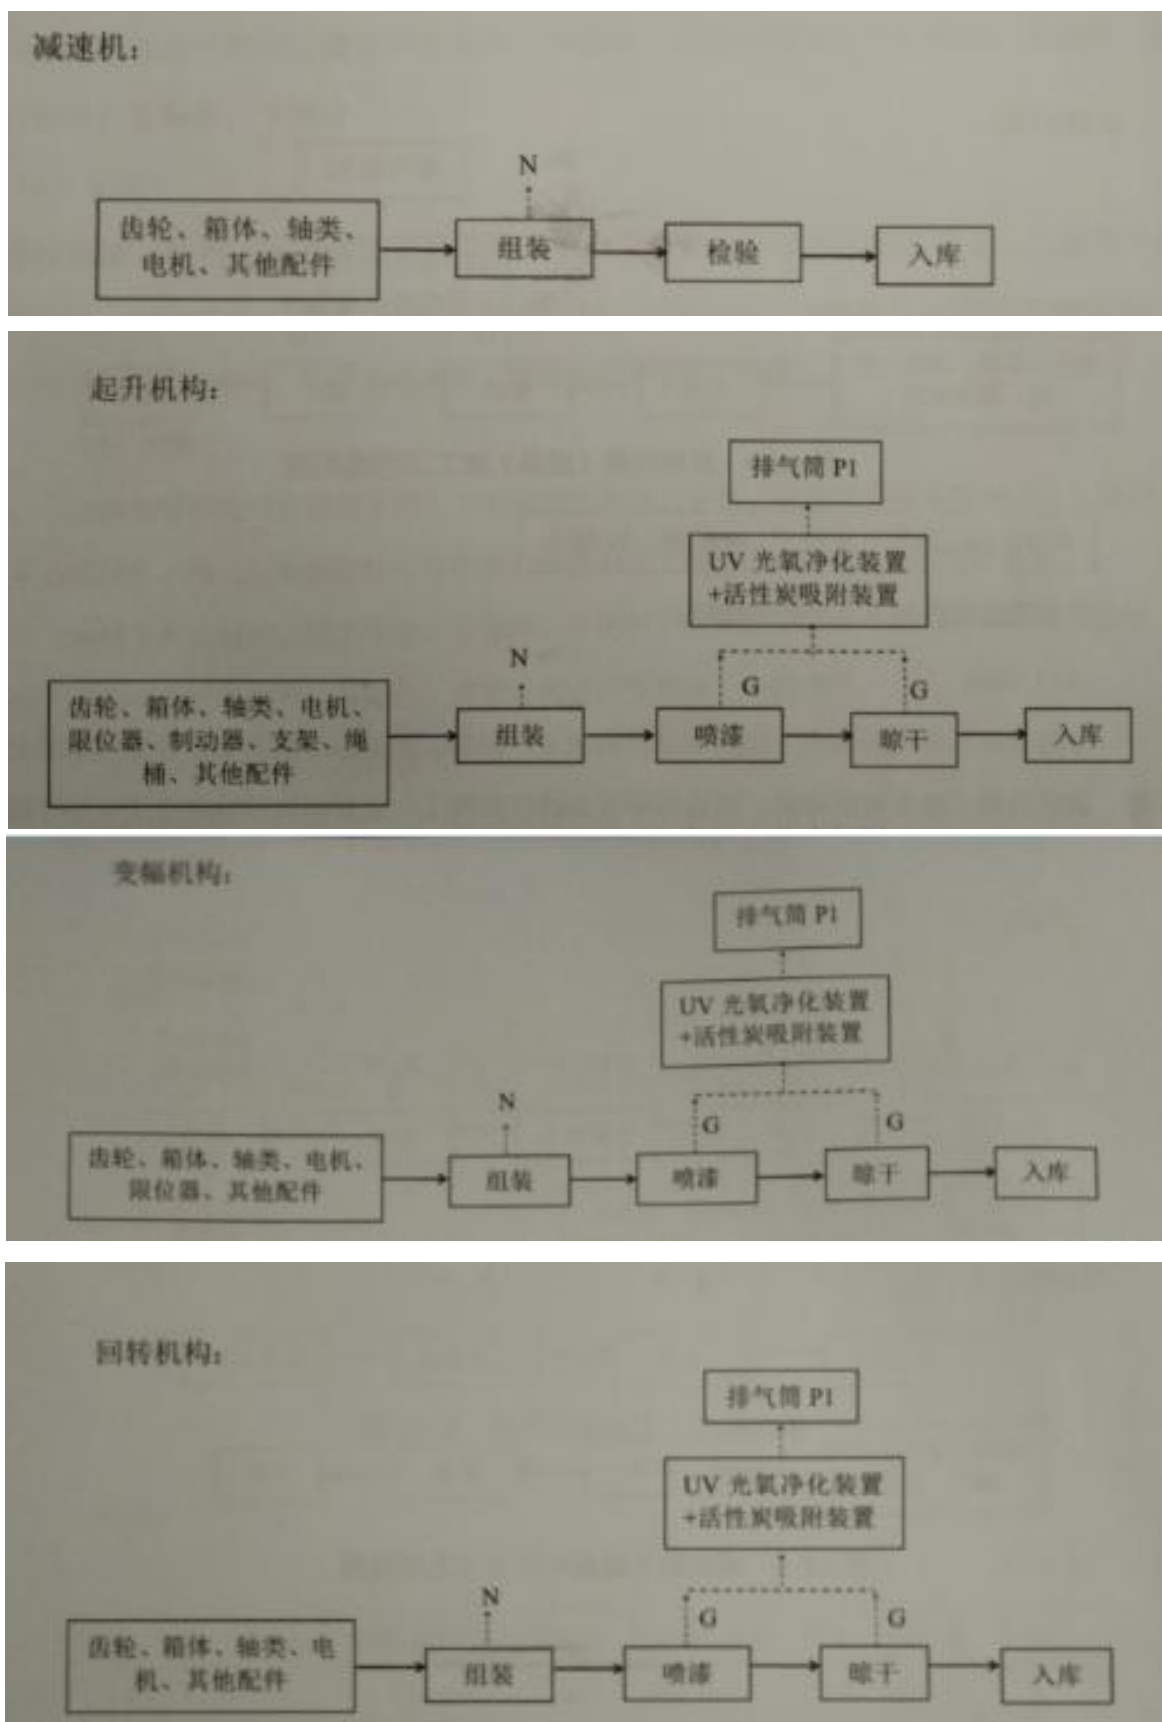 减速机：
N
齿轮、箱体、轴类、
电机、其他配件
组装
检验
入库
起升机构：
排气筒 P1
UV 光氧净化装置
+活性炭吸附装置
N
G
G
齿轮、箱体、轴类、电机、
限位器、制动器、支架、绳
桶、其他配件
组装
喷漆
晾干
入库
变幅机构：
排气筒 P1
UV 光氧净化装置
+活性炭吸附装置
N
G
G
齿轮、箱体、轴类、电机、
限位器、其他配件
组装
喷漆
晾干
入库
回转机构：
排气筒 P1
UV 光氧净化装置
+活性炭吸附装置
N
G
G
齿轮、箱体、轴类、电
机、其他配件
组装
喷漆
晾干
入库